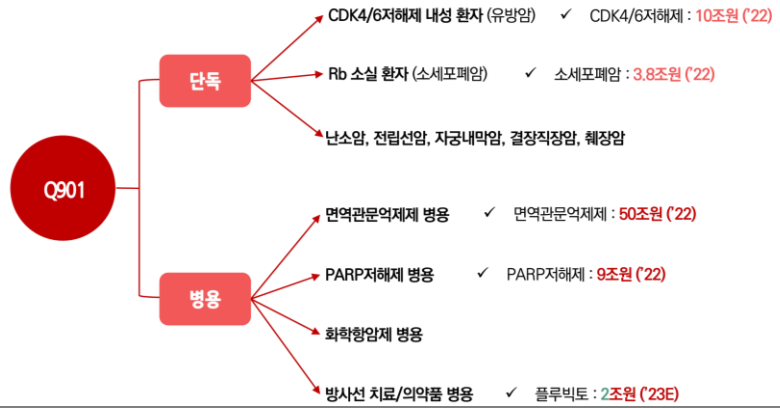 CDK4/6저해제 내성 환자 (유방암) ✓ CDK4/6저해제 : 10조원 ('22)
단독
Rb 소실 환자 (소세포폐암) ✓ 소세포폐암 : 3.8조원 ('22)
난소암, 전립선암, 자궁내막암, 결장직장암, 췌장암
Q901
면역관문억제제 병용 ✓ 면역관문억제제 : 50조원 ('22)
PARP저해제 병용 ✓ PARP저해제 : 9조원 ('22)
병용
화학항암제 병용
방사선 치료/의약품 병용 ✓ 플루빅토 : 2조원 ('23E)